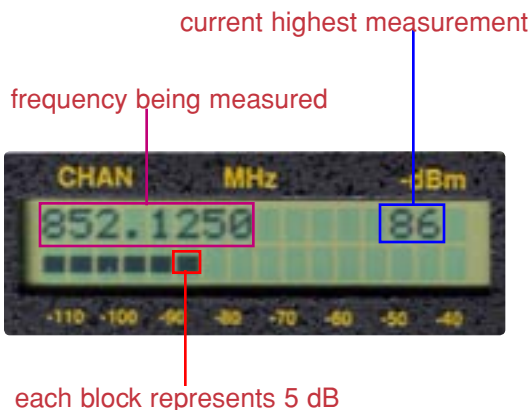 current highest measurement
frequency being measured
CHAN MHz -dBm
852.1250 86
-110 -100 -90 -80 -70 -60 -50 -40
each block represents 5 dB